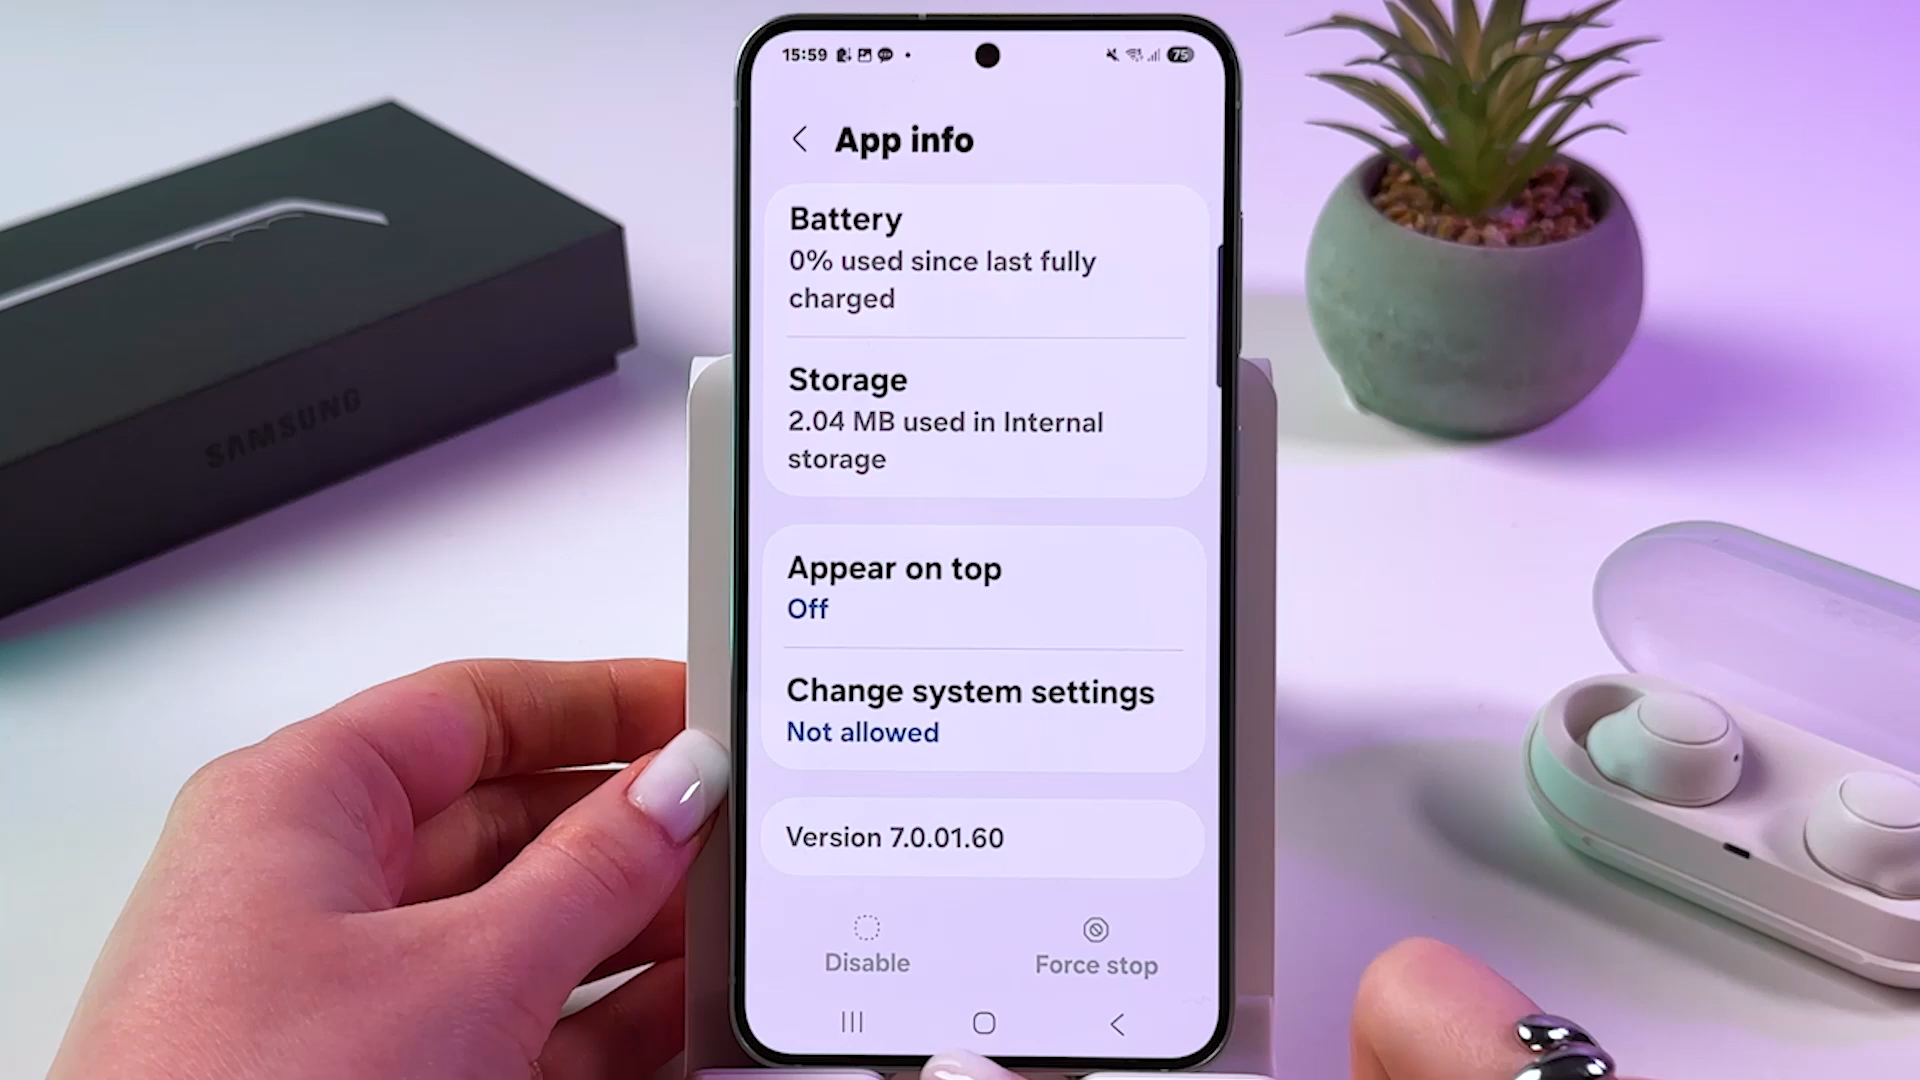 15:59
75
App info
Battery
0% used since last fully
charged
Storage
2.04 MB used in Internal
storage
Appear on top
Off
Change system settings
Not allowed
Version 7.0.01.60
Disable
Force stop
SAMSUNG